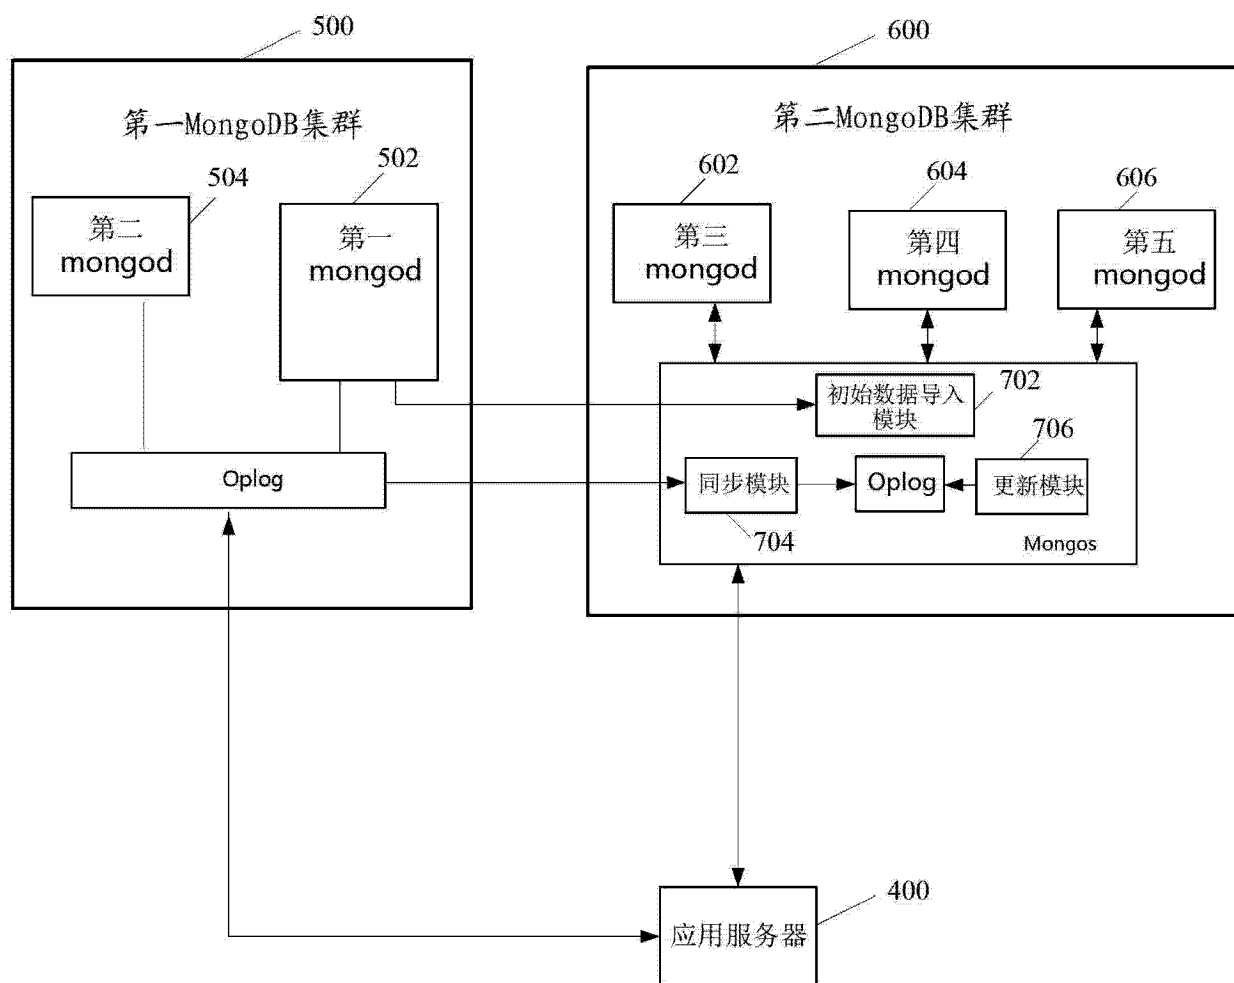 500
600
第一MongoDB集群
第二MongoDB集群
504
502
602
604
606
第二
mongod
第一
mongod
第三
mongod
第四
mongod
第五
mongod
初始数据导入
模块
702
706
Oplog
同步模块
Oplog
更新模块
704
Mongos
400
应用服务器